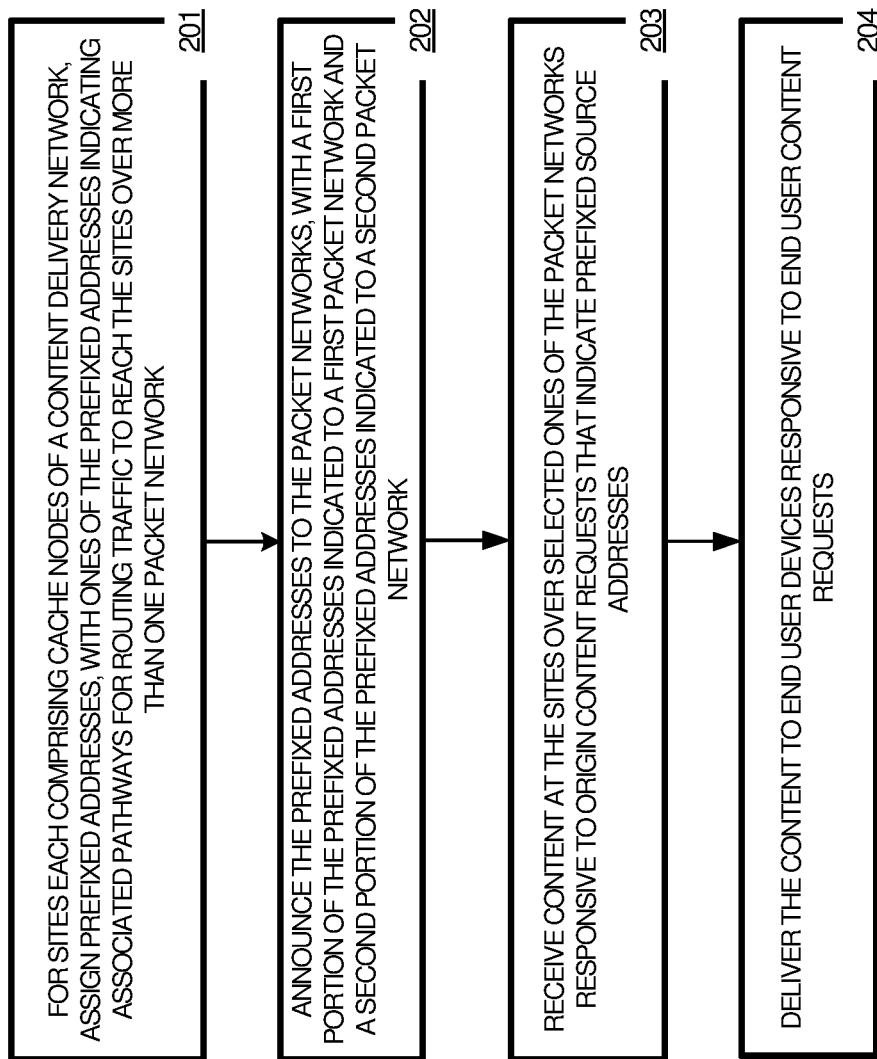 FOR SITES EACH COMPRISING CACHE NODES OF A CONTENT DELIVERY NETWORK,
ASSIGN PREFIXED ADDRESSES, WITH ONES OF THE PREFIXED ADDRESSES INDICATING
ASSOCIATED PATHWAYS FOR ROUTING TRAFFIC TO REACH THE SITES OVER MORE
THAN ONE PACKET NETWORK
201
ANNOUNCE THE PREFIXED ADDRESSES TO THE PACKET NETWORKS, WITH A FIRST
PORTION OF THE PREFIXED ADDRESSES INDICATED TO A FIRST PACKET NETWORK AND
A SECOND PORTION OF THE PREFIXED ADDRESSES INDICATED TO A SECOND PACKET
NETWORK
202
RECEIVE CONTENT AT THE SITES OVER SELECTED ONES OF THE PACKET NETWORKS
RESPONSIVE TO ORIGIN CONTENT REQUESTS THAT INDICATE PREFIXED SOURCE
ADDRESSES
203
DELIVER THE CONTENT TO END USER DEVICES RESPONSIVE TO END USER CONTENT
REQUESTS
204